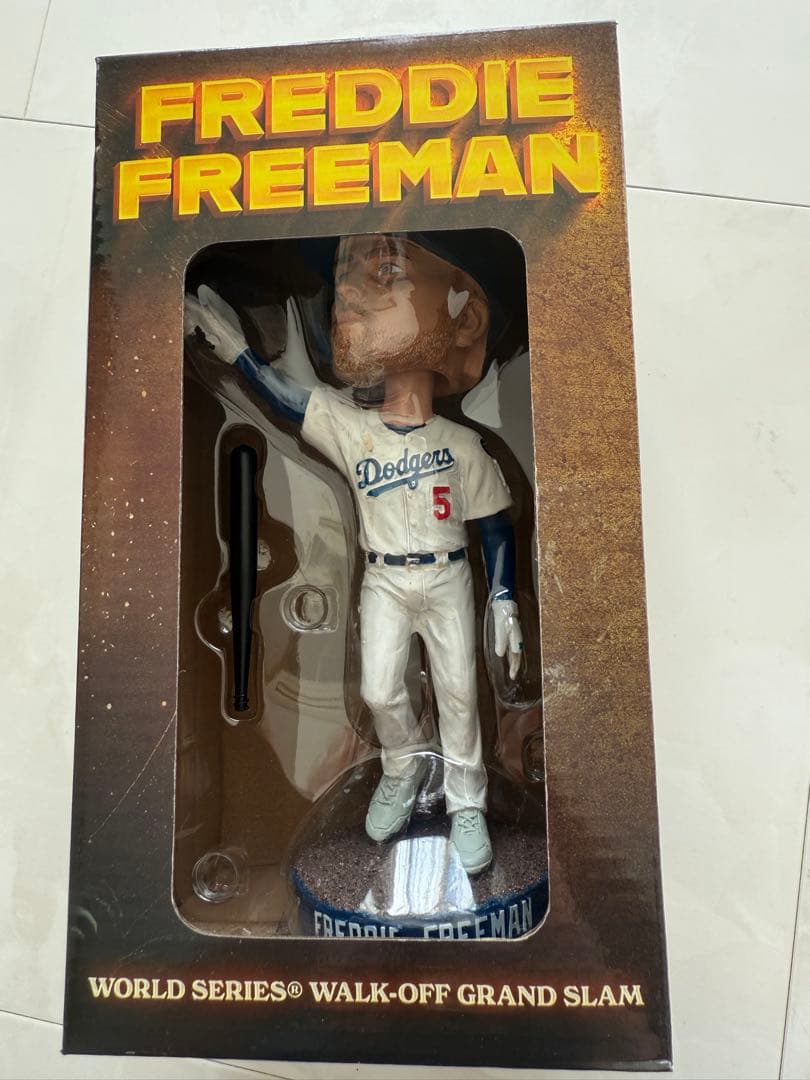 FREDDIE
FREEMAN
Dodgers
5
FREDDIE FREEMAN
WORLD SERIES® WALK-OFF GRAND SLAM